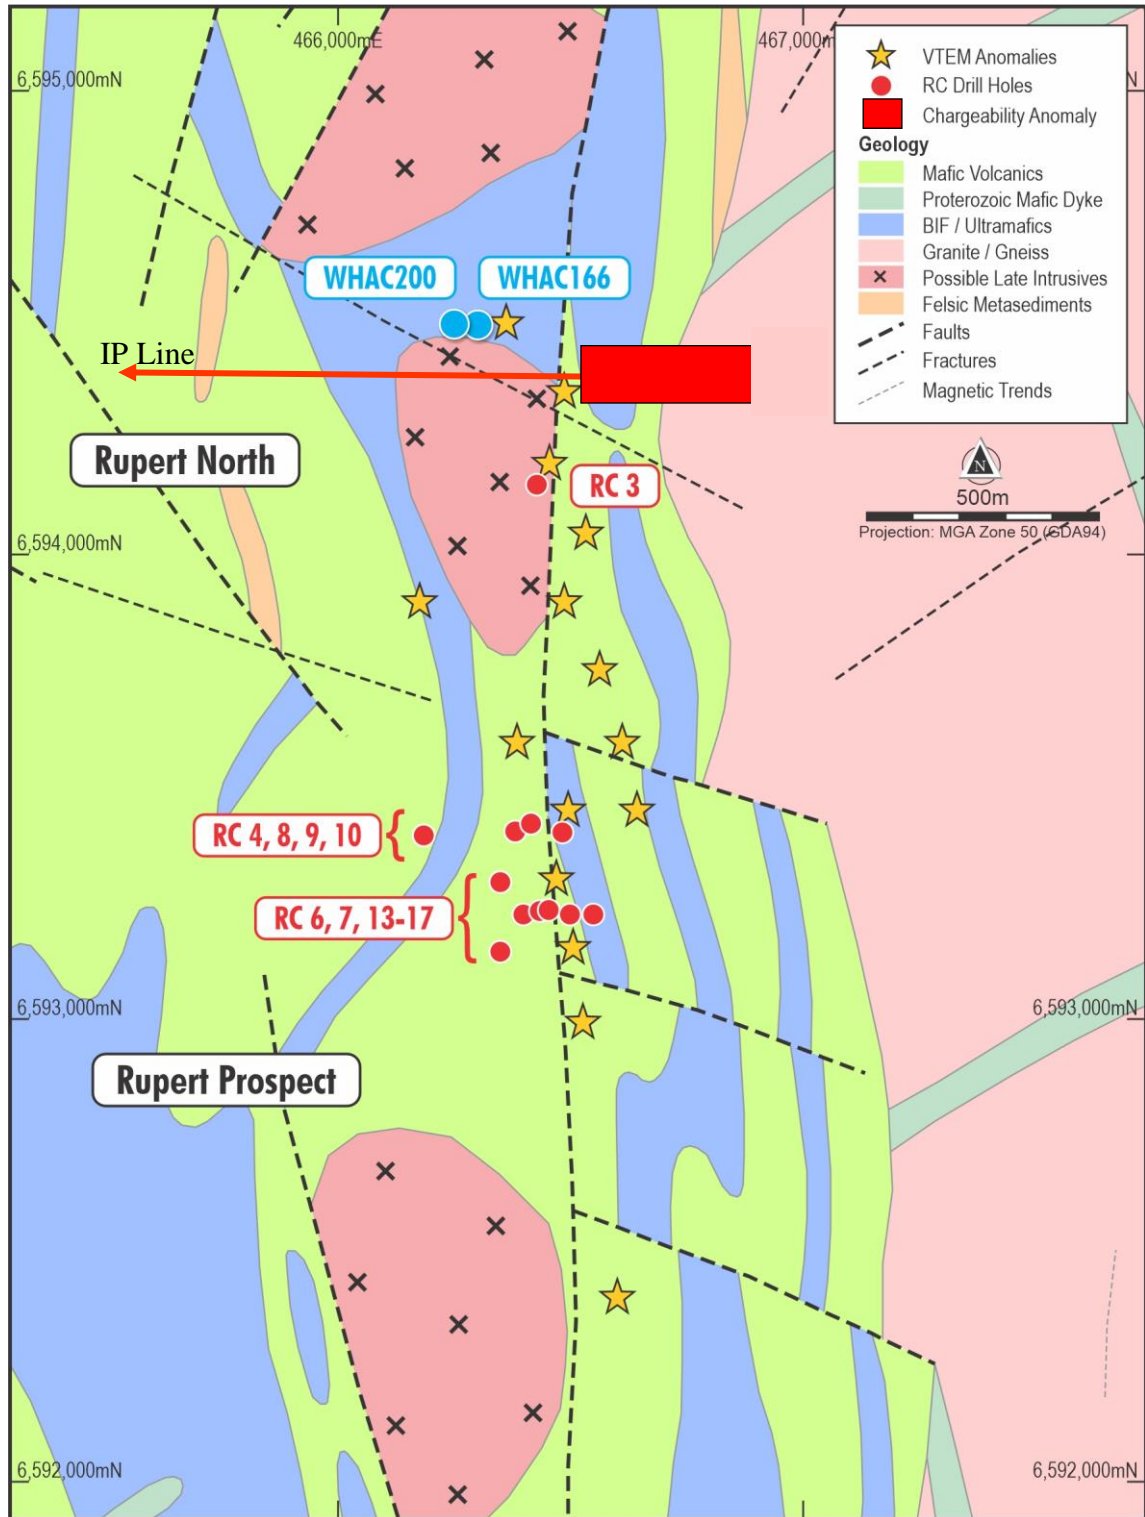 466,000mE
467,000m
6,595,000mN
N
VTEM Anomalies
RC Drill Holes
Chargeability Anomaly
Geology
Mafic Volcanics
Proterozoic Mafic Dyke
BIF / Ultramafics
Granite / Gneiss
Possible Late Intrusives
Felsic Metasediments
Faults
Fractures
Magnetic Trends
WHAC200
WHAC166
IP Line
Rupert North
RC 3
N
500m
Projection: MGA Zone 50 (GDA94)
6,594,000mN
RC 4, 8, 9, 10
RC 6, 7, 13-17
6,593,000mN
6,593,000mN
Rupert Prospect
6,592,000mN
6,592,000mN